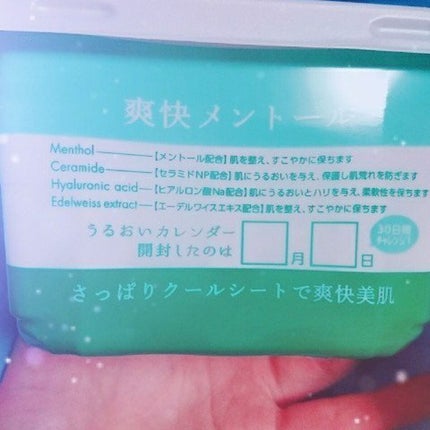 爽快メントール
Menthol【メントール配合】肌を整え、すこやかに保ちます
Ceramide【セラミドNP配合】肌にうるおいを与え、保護し肌荒れを防ぎます
Hyaluronic acid【ヒアルロン酸Na配合】肌にうるおいとハリを与え、柔軟性を保ちます
Edelweiss extract【エーデルワイスエキス配合】肌を整え、すこやかに保ちます
うるおいカレンダー
開封したのは 月 日
30日間
チャレンジ！
さっぱりクールシートで爽快美肌